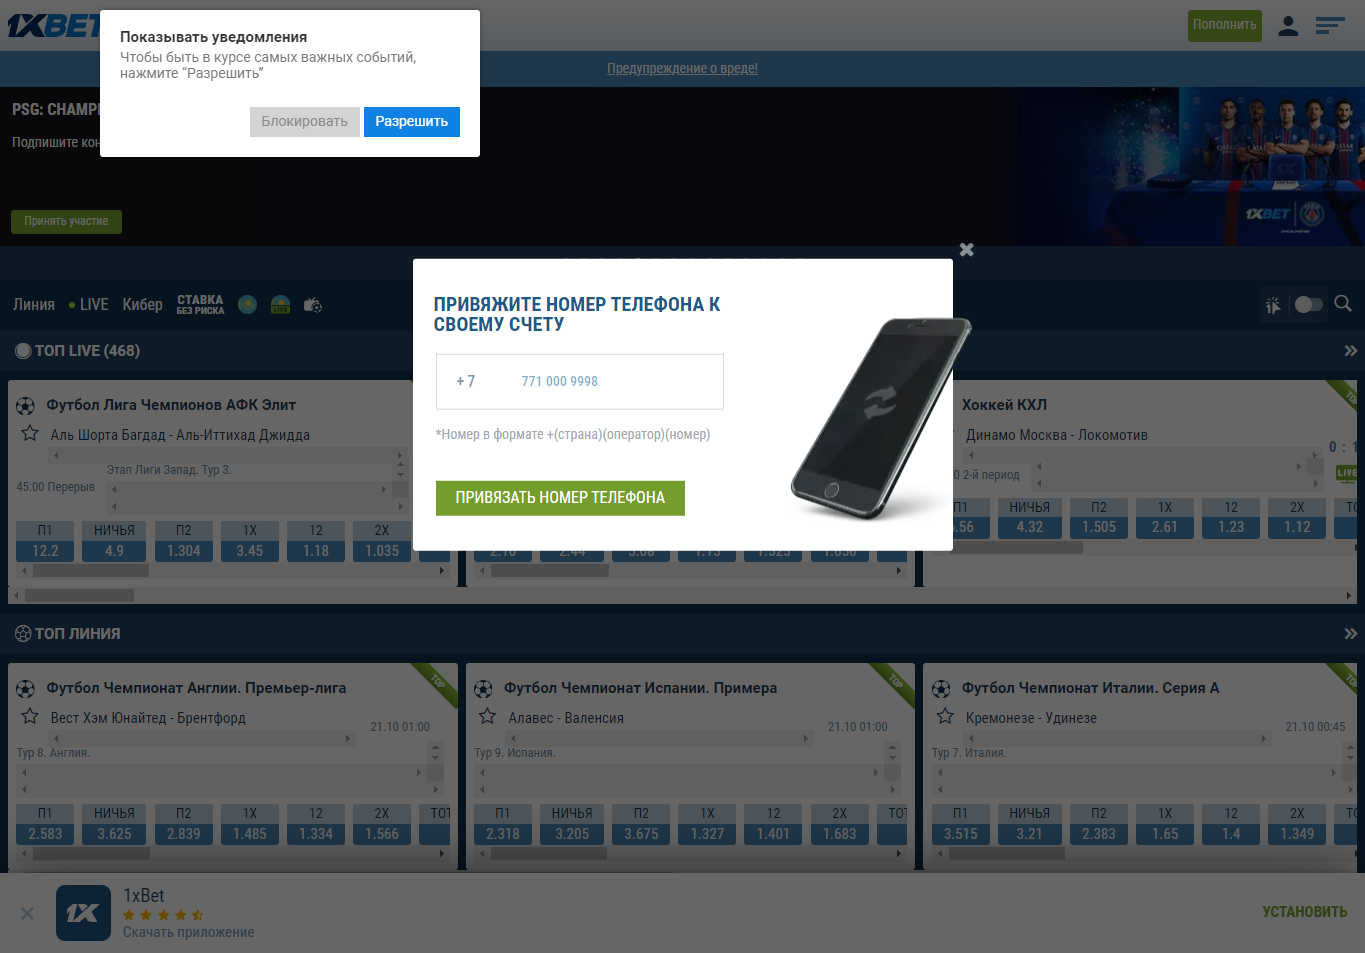 1XBET
Показывать уведомления
Чтобы быть в курсе самых важных событий,
нажмите “Разрешить”
Блокировать
Разрешить
Пополнить
Предупреждение о вреде!
PSG: CHAMPI
Подпишите кон
Принять участие
1XBET
Линия
LIVE
Кибер
СТАВКА
БЕЗ РИСКА
LIVE
ПРИВЯЖИТЕ НОМЕР ТЕЛЕФОНА К
СВОЕМУ СЧЕТУ
+ 7
771 000 9998
*Номер в формате +(страна)(оператор)(номер)
ПРИВЯЗАТЬ НОМЕР ТЕЛЕФОНА
ТОП LIVE (468)
Футбол Лига Чемпионов АФК Элит
Аль Шорта Багдад - Аль-Иттихад Джидда
Этап Лиги Запад. Тур 3.
45:00 Перерыв
П1 НИЧЬЯ П2 1X 12 2X
12.2 4.9 1.304 3.45 1.18 1.035
Хоккей КХЛ
TOP
Динамо Москва - Локомотив
0 : 1
2-й период
LIVE
П1 НИЧЬЯ П2 1X 12 2X ТО
.56 4.32 1.505 2.61 1.23 1.12
ТОП ЛИНИЯ
Футбол Чемпионат Англии. Премьер-лига
TOP
Вест Хэм Юнайтед - Брентфорд
21.10 01:00
Тур 8. Англия.
П1 НИЧЬЯ П2 1X 12 2X ТОТ
2.583 3.625 2.839 1.485 1.334 1.566
Футбол Чемпионат Испании. Примера
TOP
Алавес - Валенсия
21.10 01:00
Тур 9. Испания.
П1 НИЧЬЯ П2 1X 12 2X ТОТ
2.318 3.205 3.675 1.327 1.401 1.683
Футбол Чемпионат Италии. Серия А
TOP
Кремонезе - Удинезе
21.10 00:45
Тур 7. Италия.
П1 НИЧЬЯ П2 1X 12 2X ТО
3.515 3.21 2.383 1.65 1.4 1.349
1X
1xBet
Скачать приложение
УСТАНОВИТЬ